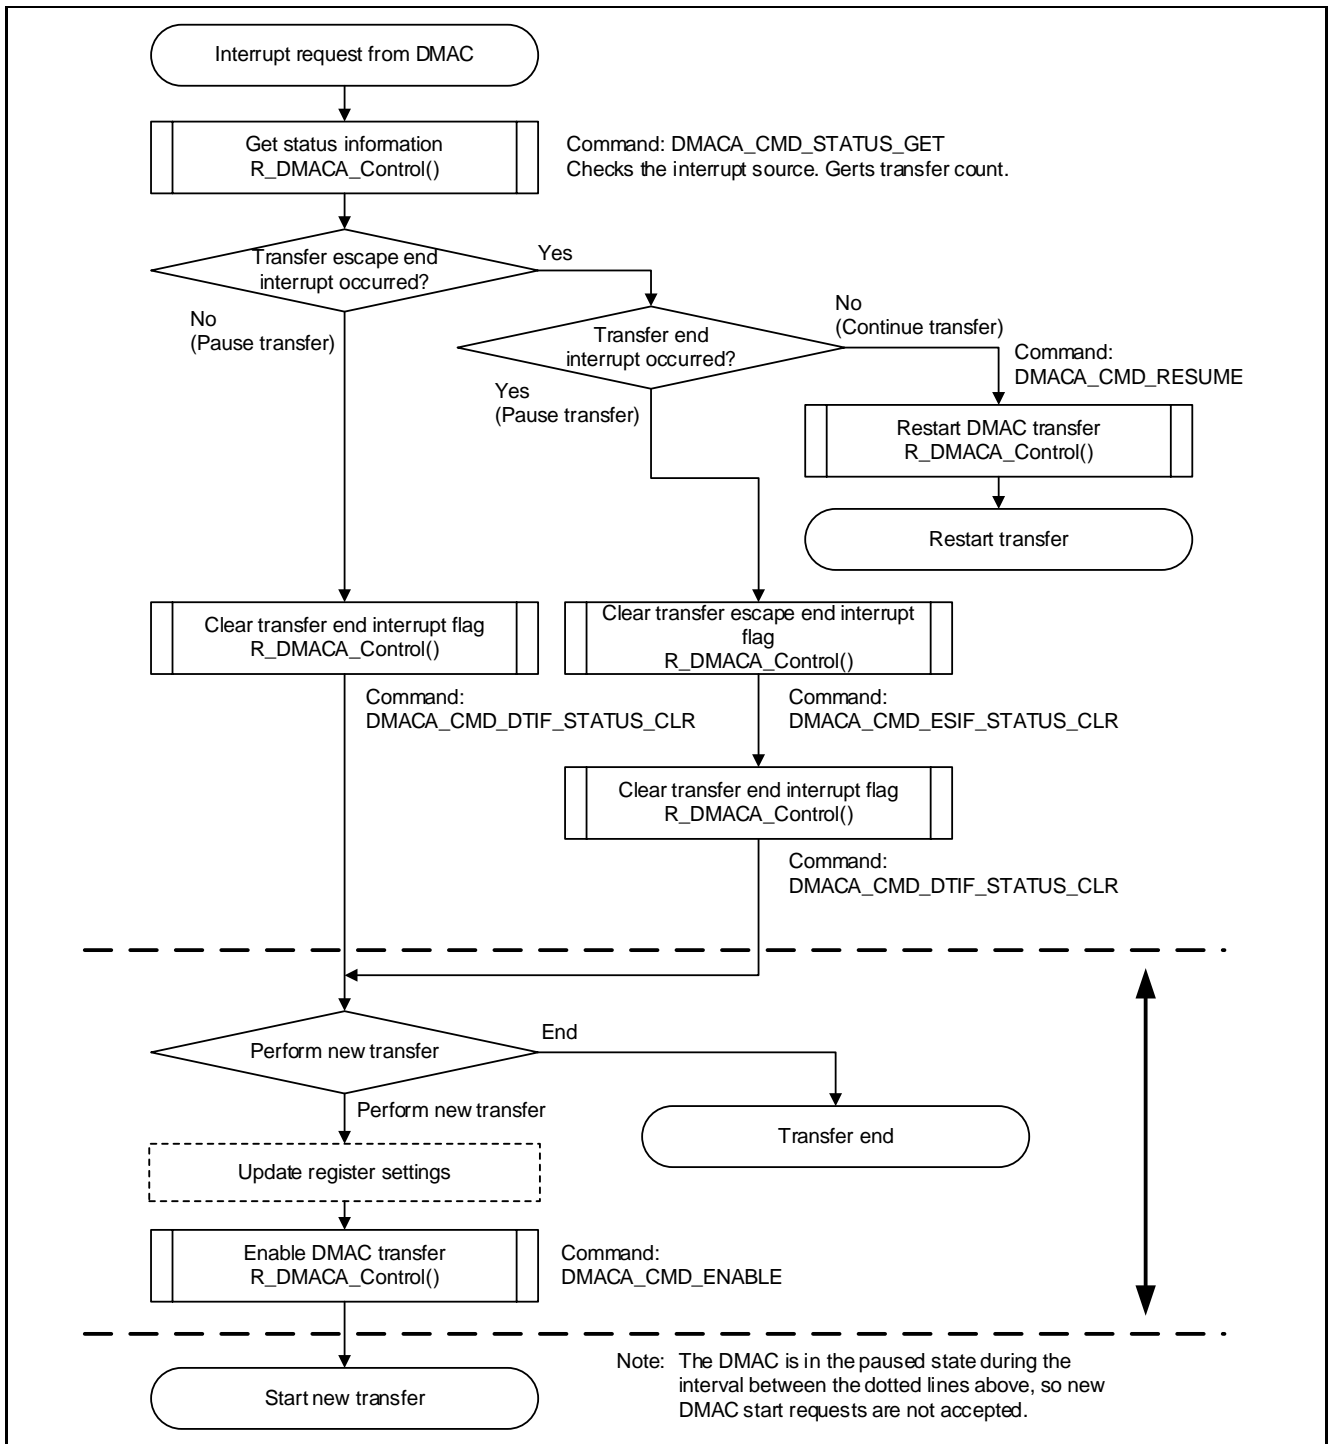 Interrupt request from DMAC
Get status information
R_DMACA_Control()
Command: DMACA_CMD_STATUS_GET
Checks the interrupt source. Gerts transfer count.
Transfer escape end
interrupt occurred?
Yes
No
(Pause transfer)
Transfer end
interrupt occurred?
No
(Continue transfer)
Command:
DMACA_CMD_RESUME
Yes
(Pause transfer)
Restart DMAC transfer
R_DMACA_Control()
Restart transfer
Clear transfer end interrupt flag
R_DMACA_Control()
Clear transfer escape end interrupt
flag
R_DMACA_Control()
Command:
DMACA_CMD_DTIF_STATUS_CLR
Command:
DMACA_CMD_ESIF_STATUS_CLR
Clear transfer end interrupt flag
R_DMACA_Control()
Command:
DMACA_CMD_DTIF_STATUS_CLR
Perform new transfer
End
Perform new transfer
Transfer end
Update register settings
Enable DMAC transfer
R_DMACA_Control()
Command:
DMACA_CMD_ENABLE
Start new transfer
Note: The DMAC is in the paused state during the
interval between the dotted lines above, so new
DMAC start requests are not accepted.